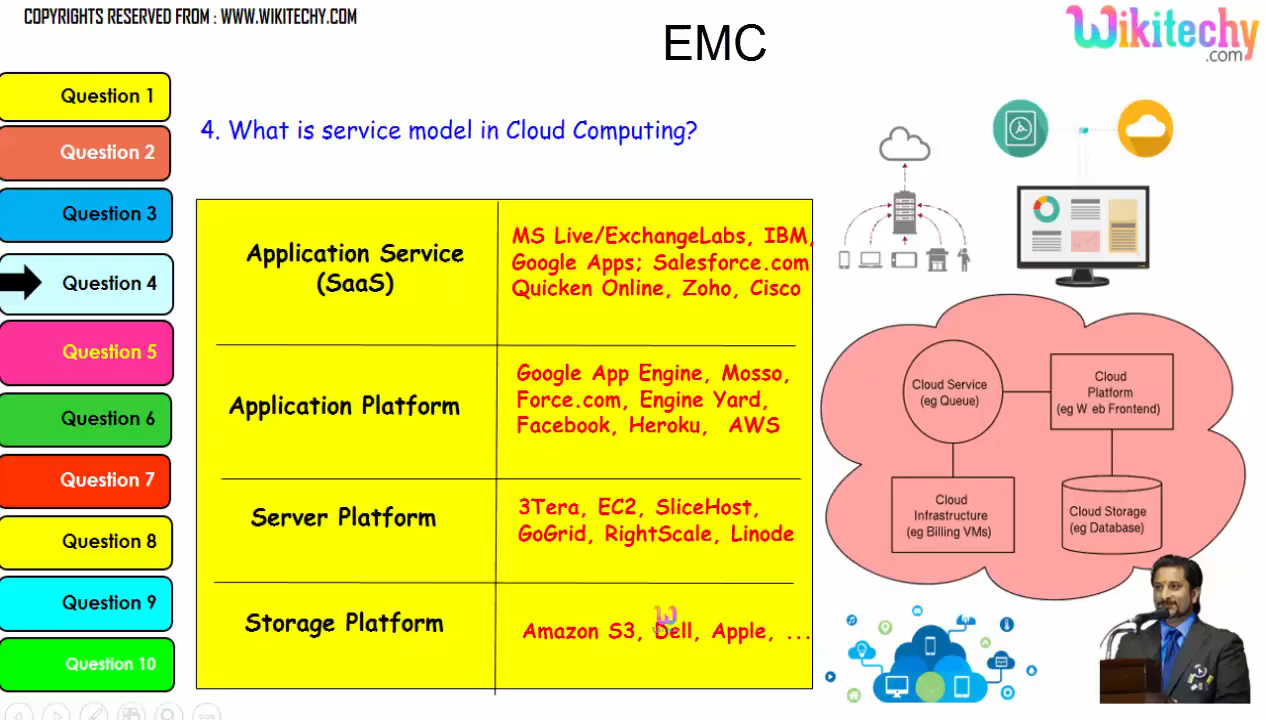 COPYRIGHTS RESERVED FROM : WWW.WIKITECHY.COM
EMC
Wikitechy
.com
Question 1
Question 2
Question 3
Question 4
Question 5
Question 6
Question 7
Question 8
Question 9
Question 10
4. What is service model in Cloud Computing?
Application Service
(SaaS)
MS Live/ExchangeLabs, IBM,
Google Apps; Salesforce.com
Quicken Online, Zoho, Cisco
Application Platform
Google App Engine, Mosso,
Force.com, Engine Yard,
Facebook, Heroku, AWS
Server Platform
3Tera, EC2, SliceHost,
GoGrid, RightScale, Linode
Storage Platform
Amazon S3, Dell, Apple, ...
Cloud Service
(eg Queue)
Cloud
Platform
(eg W eb Frontend)
Cloud
Infrastructure
(eg Billing VMs)
Cloud Storage
(eg Database)